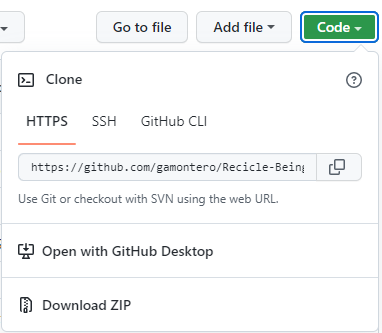 Go to file
Add file
Code
Clone
HTTPS
SSH
GitHub CLI
https://github.com/gamontero/Recicle-Being
Use Git or checkout with SVN using the web URL.
Open with GitHub Desktop
Download ZIP